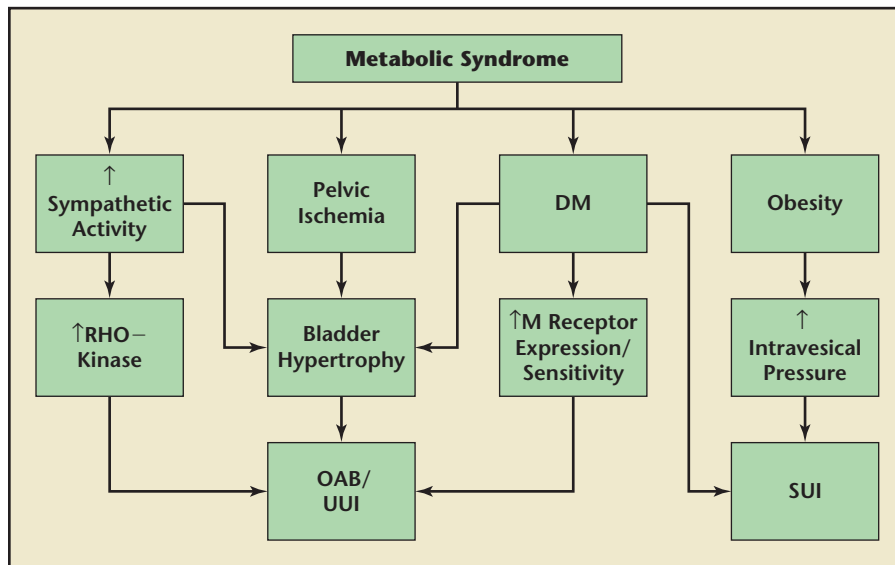 Metabolic Syndrome
↑
Sympathetic
Activity
Pelvic
Ischemia
DM
Obesity
↑RHO–
Kinase
Bladder
Hypertrophy
↑M Receptor
Expression/
Sensitivity
↑
Intravesical
Pressure
OAB/
UUI
SUI